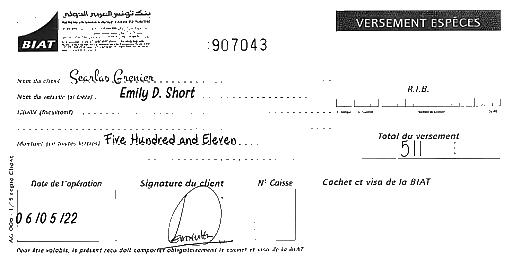 بنك تونس العربي الدولي
BIAT
:907043
VERSEMENT ESPÈCES
Nom du client Searlas Grenier
Nom du verseur (si tiers) Emily D. Short
R.I.B.
Libellé (facultatif)
Montant (en toutes lettres) Five Hundred and Eleven
Total du versement
511
Date de l'opération
Signature du client
N° Caisse
Cachet et visa de la BIAT
06/05/22
Pour être valable, le présent reçu doit comporter obligatoirement le cachet et visa de la BIAT